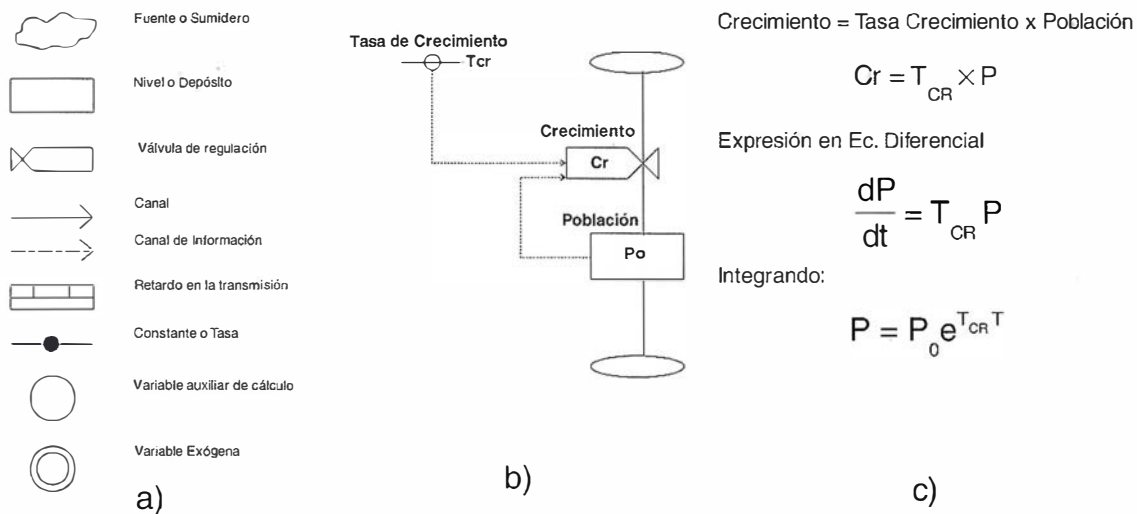 Fuente o Sumidero
Nivel o Depósito
Válvula de regulación
Canal
Canal de Información
Retardo en la transmisión
Constante o Tasa
Variable auxiliar de cálculo
Variable Exógena
a)
Tasa de Crecimiento
Tcr
Crecimiento
Cr
Población
Po
b)
Crecimiento = Tasa Crecimiento x Población
Cr = T_CR × P
Expresión en Ec. Diferencial
dP/dt = T_CR P
Integrando:
P = P_0 e^{T_CR T}
c)